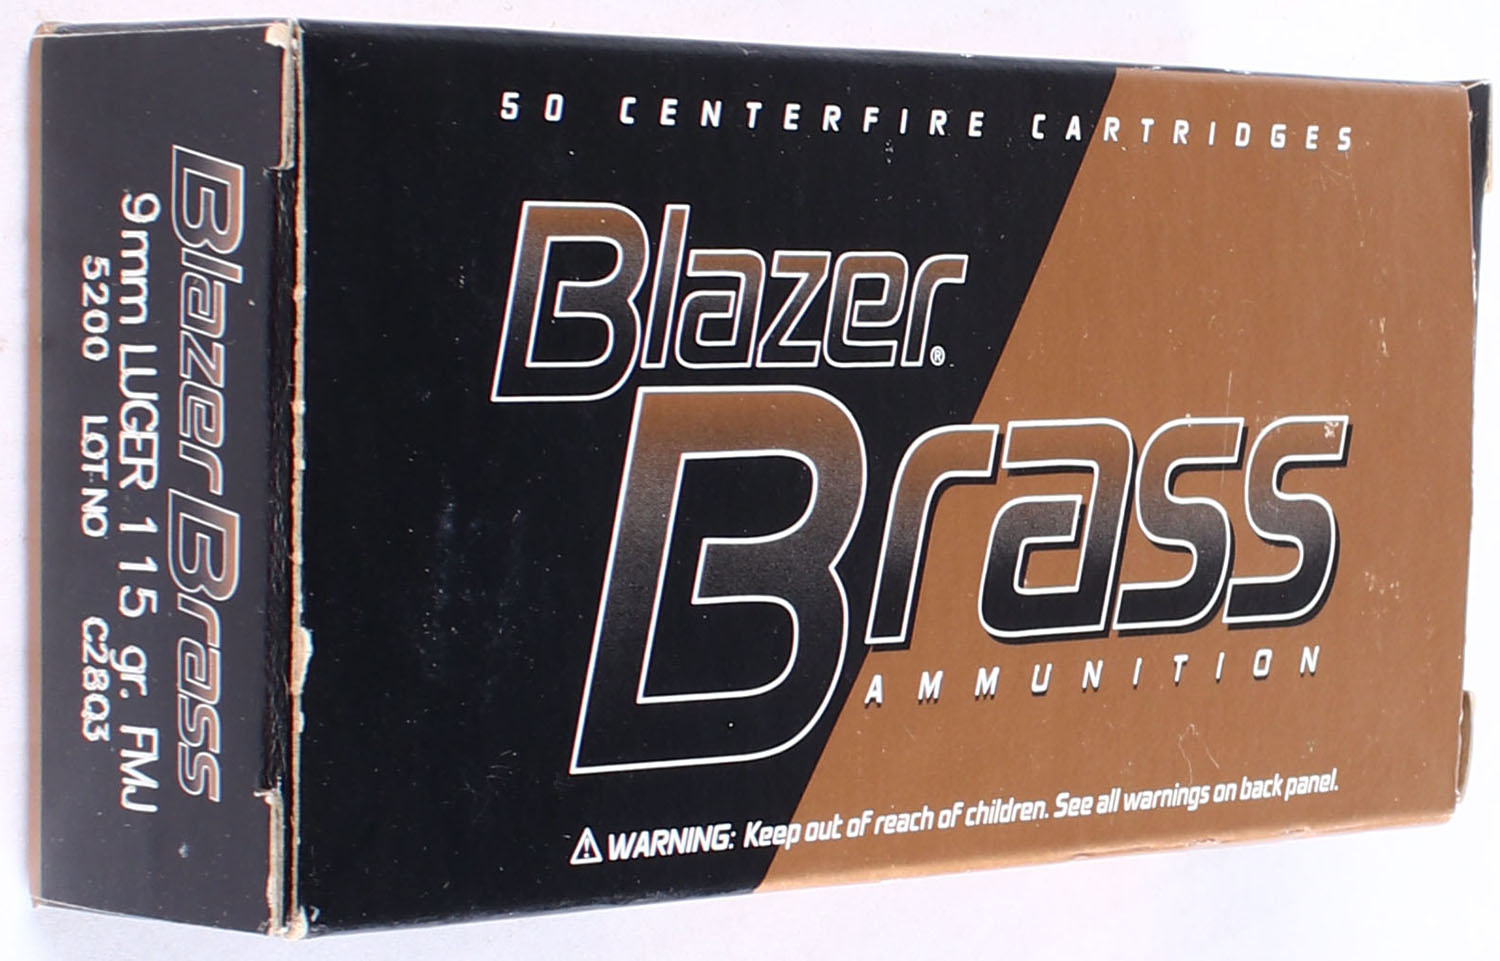 50 CENTERFIRE CARTRIDGES
Blazer®
Brass
AMMUNITION
⚠ WARNING: Keep out of reach of children. See all warnings on back panel.
Blazer Brass
9mm LUGER 115 gr. FMJ
5200 LOT NO C28Q3